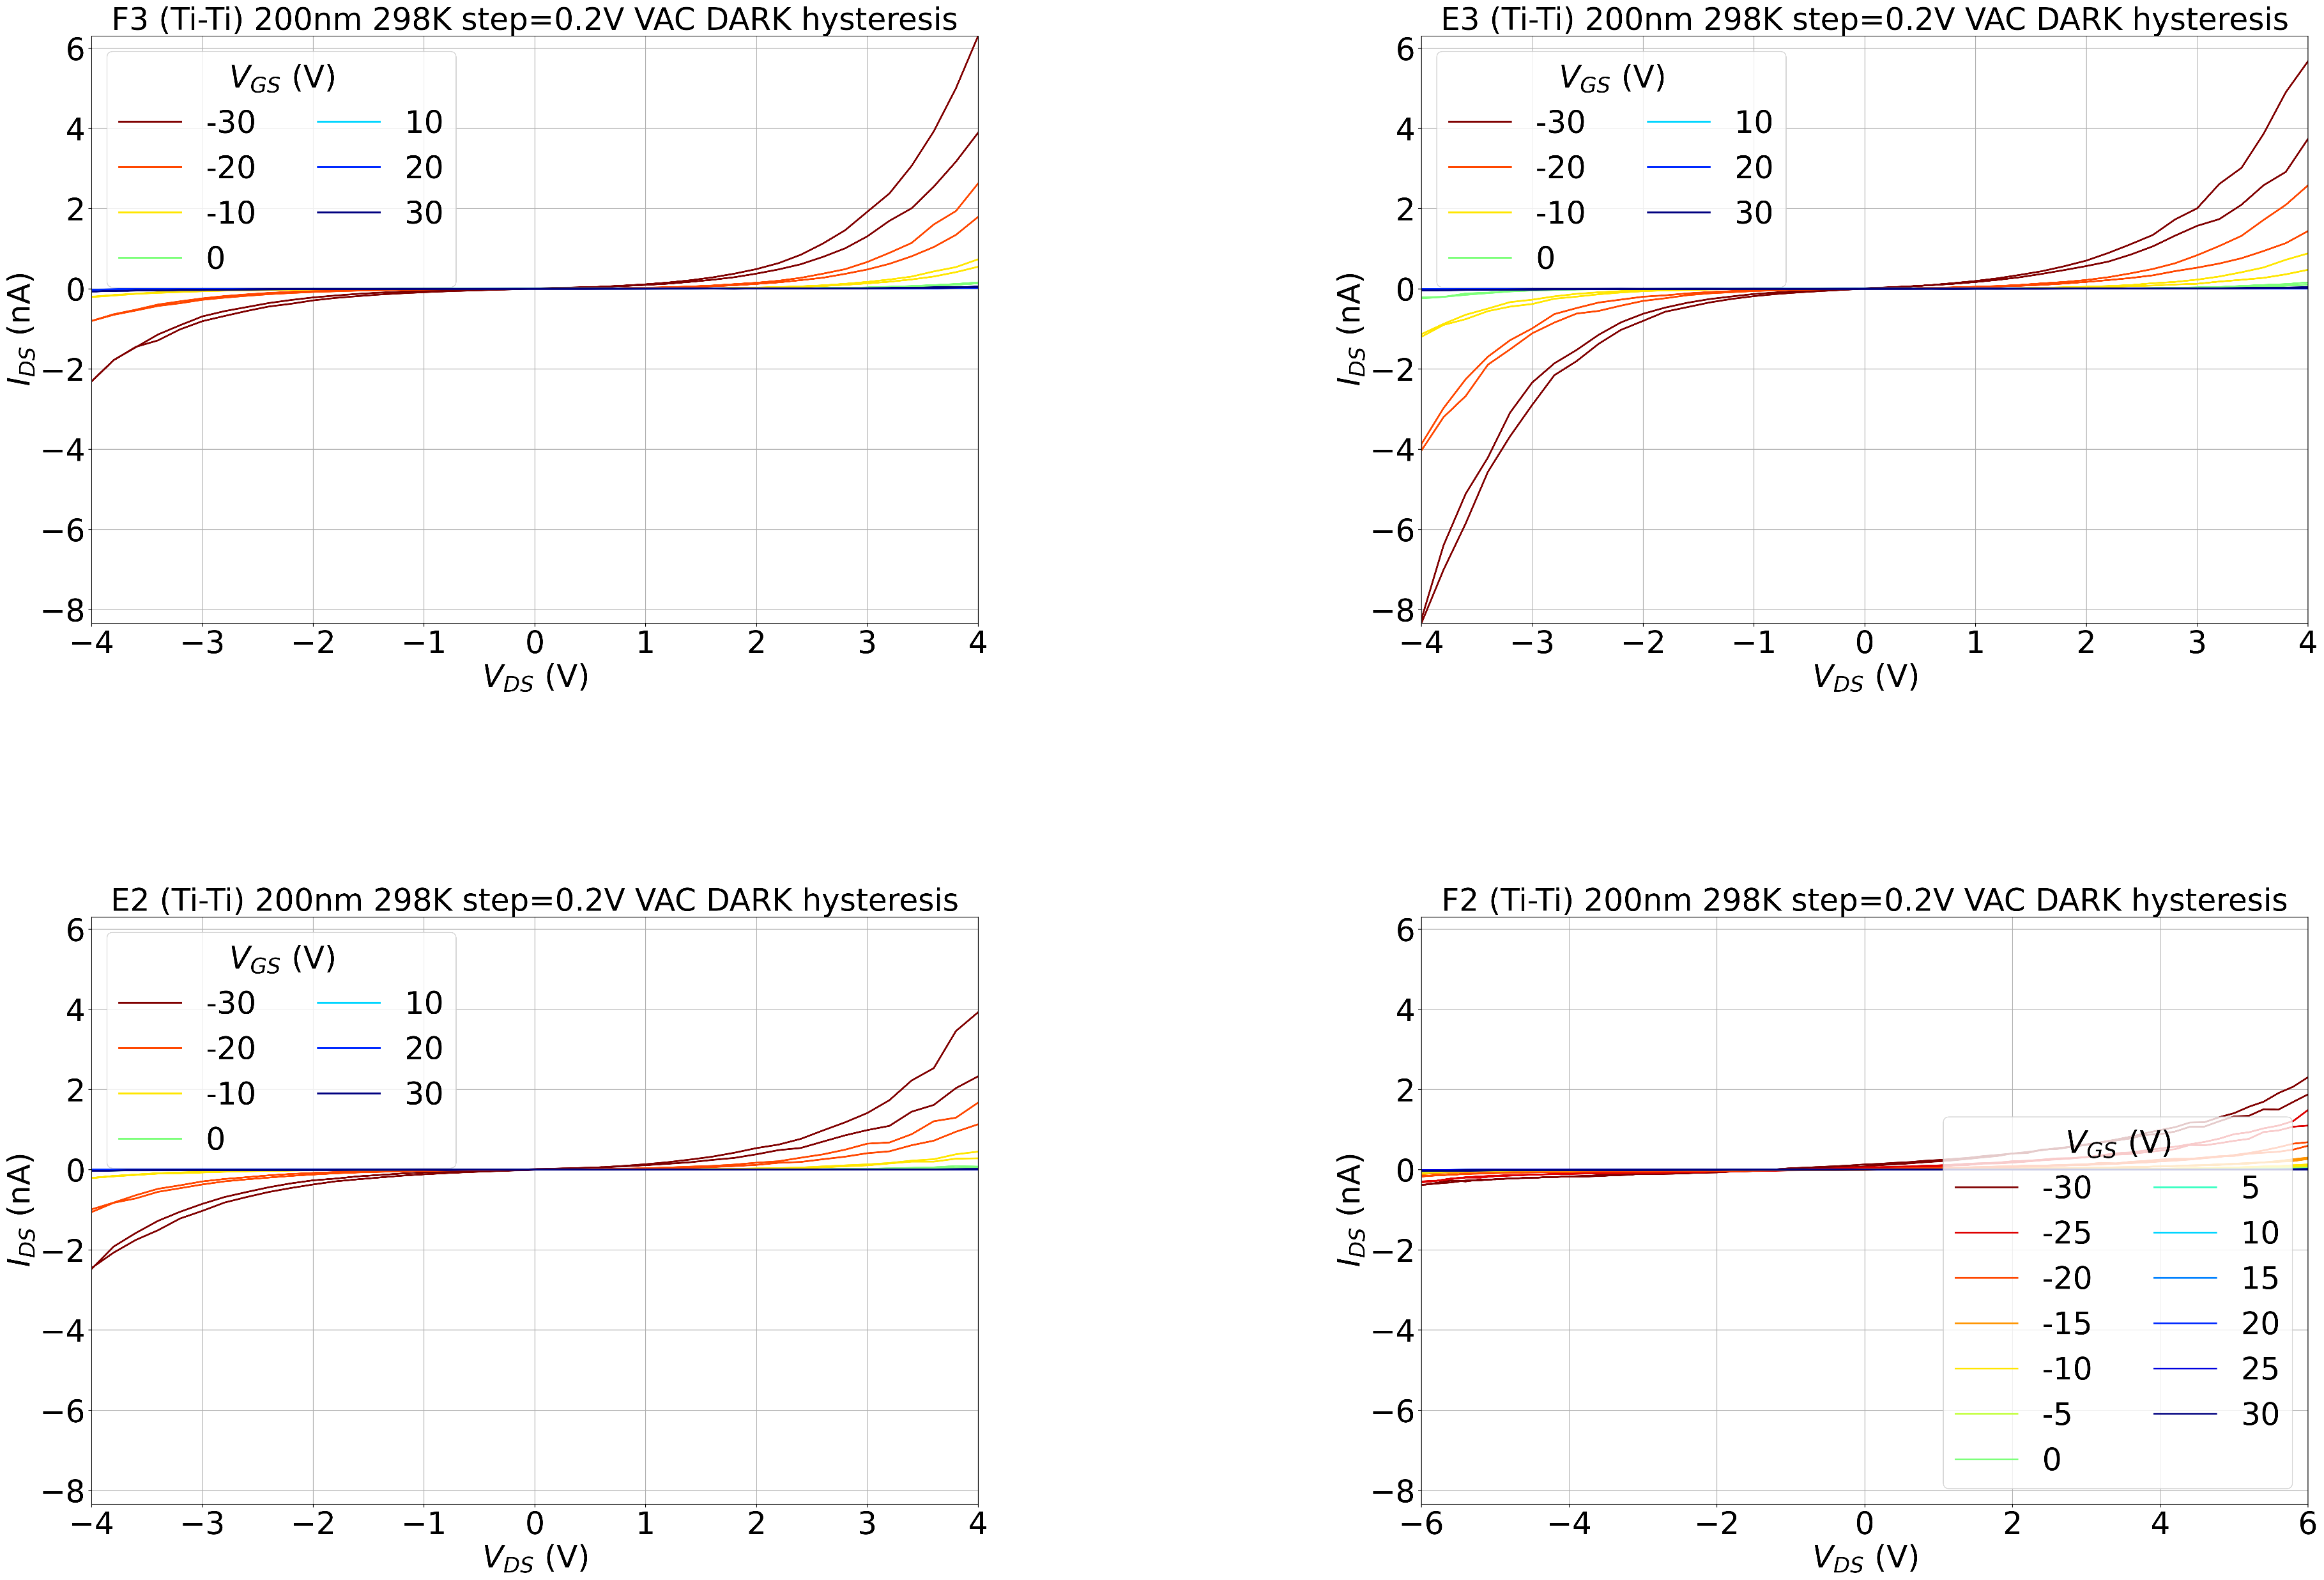 F3 (Ti-Ti) 200nm 298K step=0.2V VAC DARK hysteresis
V_GS (V)
-30 10
-20 20
-10 30
0
6
4
2
0
−2
−4
−6
−8
I_DS (nA)
−4 −3 −2 −1 0 1 2 3 4
V_DS (V)
E3 (Ti-Ti) 200nm 298K step=0.2V VAC DARK hysteresis
V_GS (V)
-30 10
-20 20
-10 30
0
6
4
2
0
−2
−4
−6
−8
I_DS (nA)
−4 −3 −2 −1 0 1 2 3 4
V_DS (V)
E2 (Ti-Ti) 200nm 298K step=0.2V VAC DARK hysteresis
V_GS (V)
-30 10
-20 20
-10 30
0
6
4
2
0
−2
−4
−6
−8
I_DS (nA)
−4 −3 −2 −1 0 1 2 3 4
V_DS (V)
F2 (Ti-Ti) 200nm 298K step=0.2V VAC DARK hysteresis
6
4
2
0
−2
−4
−6
−8
I_DS (nA)
V_GS (V)
-30 5
-25 10
-20 15
-15 20
-10 25
-5 30
0
−6 −4 −2 0 2 4 6
V_DS (V)